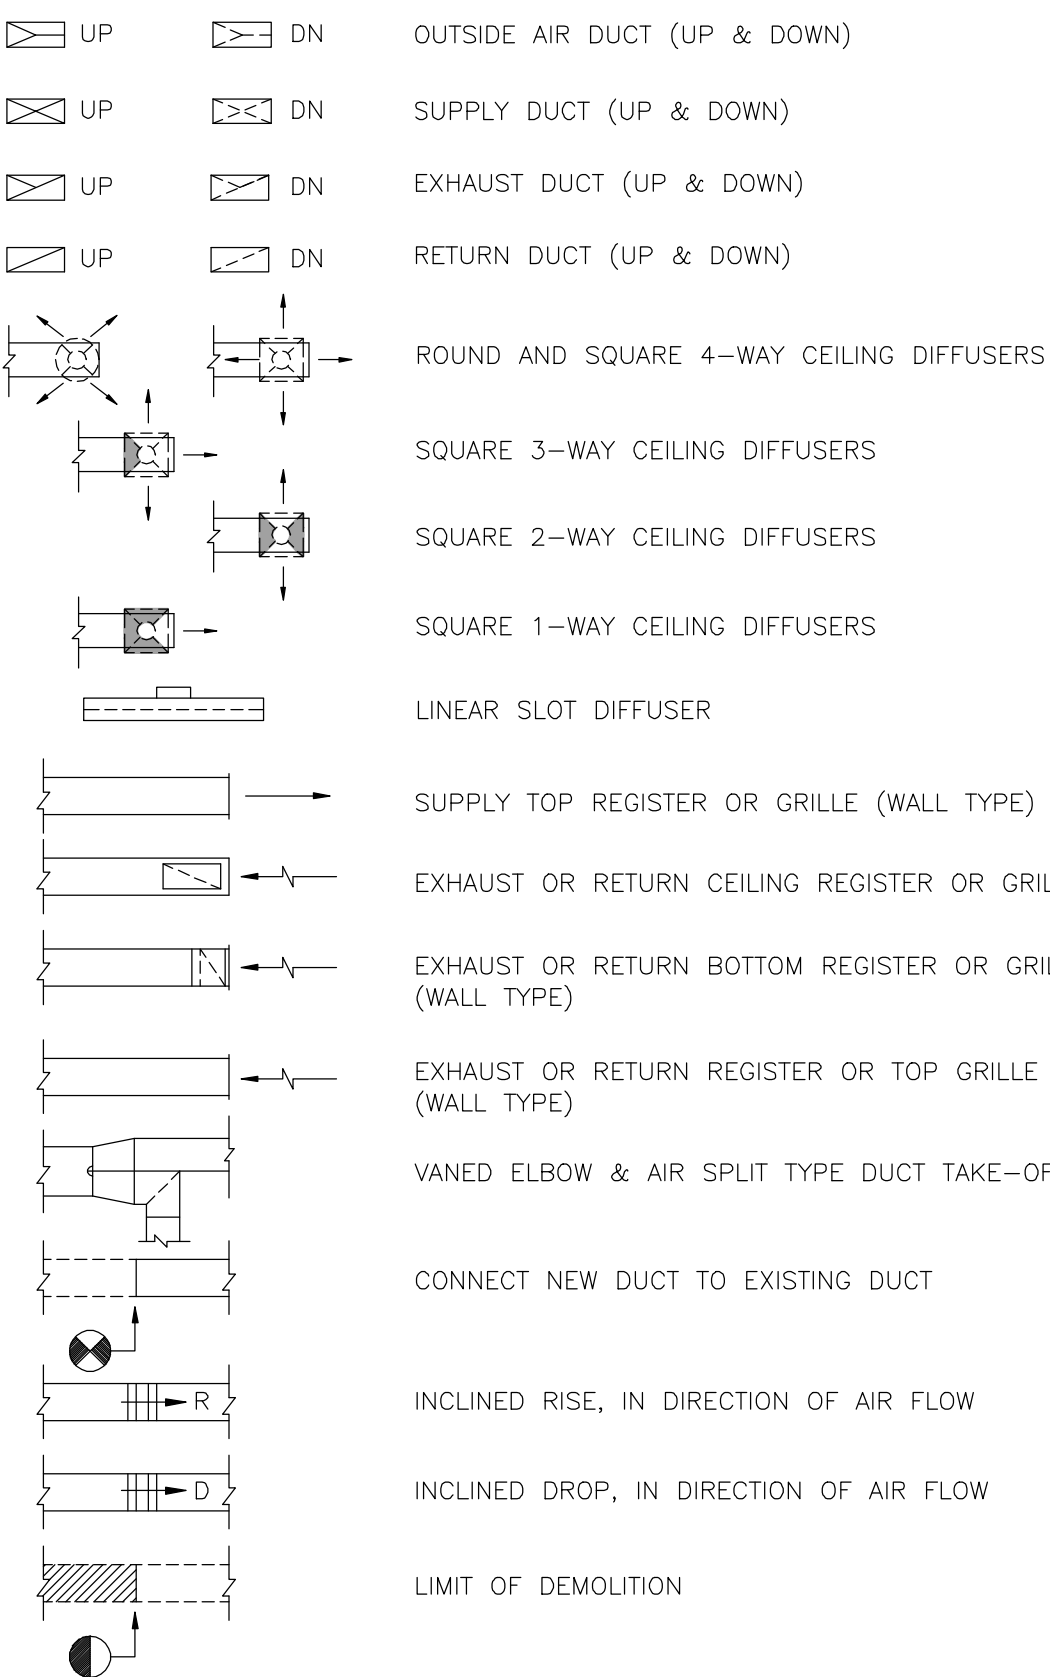 UP DN OUTSIDE AIR DUCT (UP & DOWN)
UP DN SUPPLY DUCT (UP & DOWN)
UP DN EXHAUST DUCT (UP & DOWN)
UP DN RETURN DUCT (UP & DOWN)
ROUND AND SQUARE 4-WAY CEILING DIFFUSERS
SQUARE 3-WAY CEILING DIFFUSERS
SQUARE 2-WAY CEILING DIFFUSERS
SQUARE 1-WAY CEILING DIFFUSERS
LINEAR SLOT DIFFUSER
SUPPLY TOP REGISTER OR GRILLE (WALL TYPE)
EXHAUST OR RETURN CEILING REGISTER OR
EXHAUST OR RETURN BOTTOM REGISTER OR
(WALL TYPE)
EXHAUST OR RETURN REGISTER OR TOP GRILLE
(WALL TYPE)
VANED ELBOW & AIR SPLIT TYPE DUCT
CONNECT NEW DUCT TO EXISTING DUCT
R INCLINED RISE, IN DIRECTION OF AIR FLOW
D INCLINED DROP, IN DIRECTION OF AIR FLOW
LIMIT OF DEMOLITION